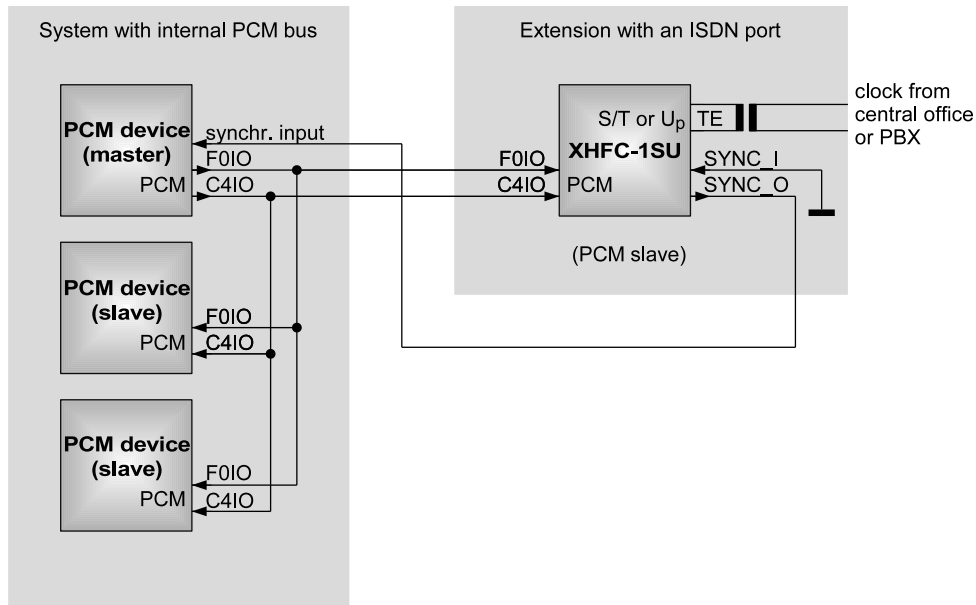 System with internal PCM bus
PCM device
(master)
synchr. input
F0IO
PCM
C4IO
PCM device
(slave)
F0IO
PCM
C4IO
PCM device
(slave)
F0IO
PCM
C4IO
Extension with an ISDN port
S/T or Up
TE
XHFC-1SU
F0IO
C4IO
PCM
SYNC_I
SYNC_O
(PCM slave)
clock from
central office
or PBX